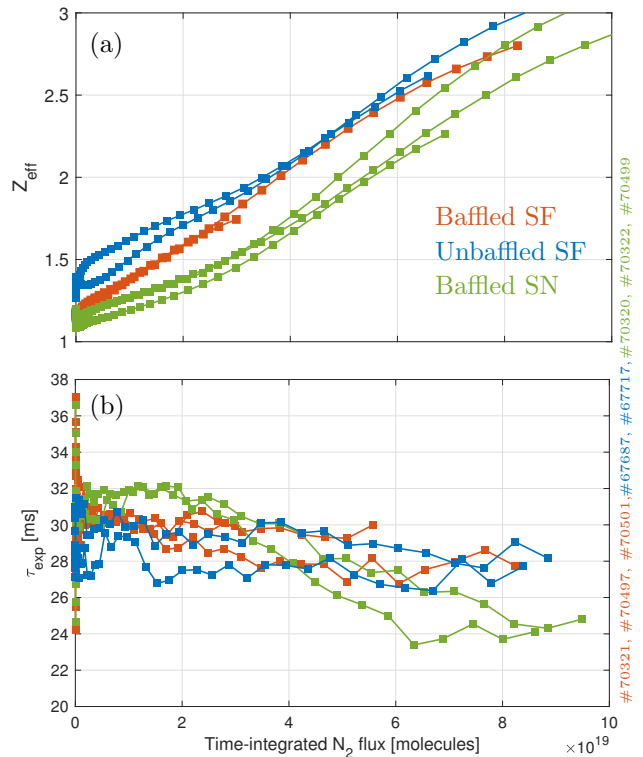 (a)
3
2.5
2
1.5
1
Z_eff
Baffled SF
Unbaffled SF
Baffled SN
(b)
38
36
34
32
30
28
26
24
22
20
τ_exp [ms]
0
2
4
6
8
10
×10^19
Time-integrated N_2 flux [molecules]
#70321, #70497, #70501, #67687, #67717, #70320, #70322, #70499